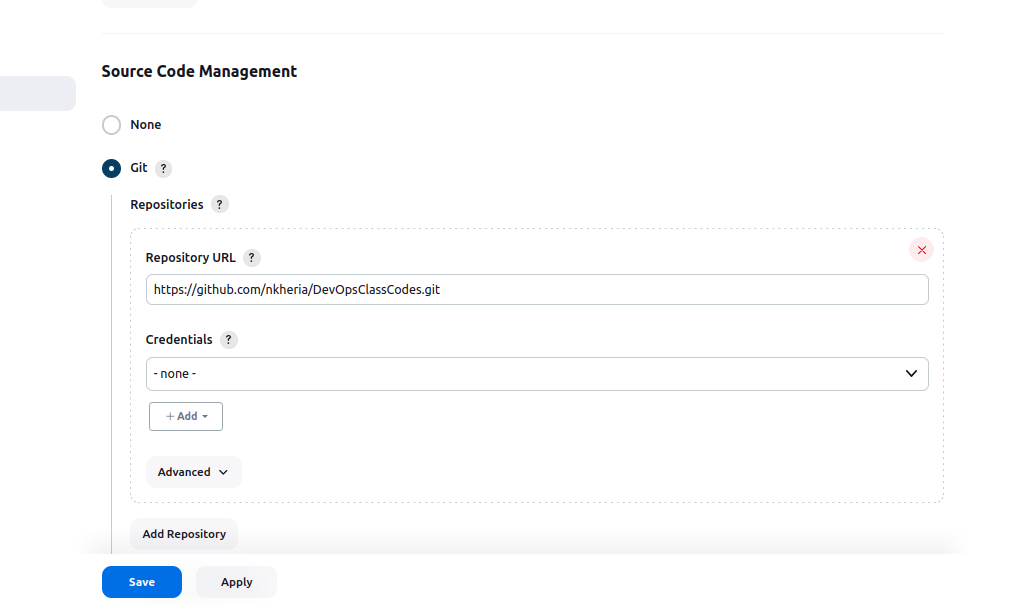 Source Code Management
None
Git ?
Repositories ?
Repository URL ?
https://github.com/nkheria/DevOpsClassCodes.git
Credentials ?
- none -
+ Add
Advanced
Add Repository
Save Apply